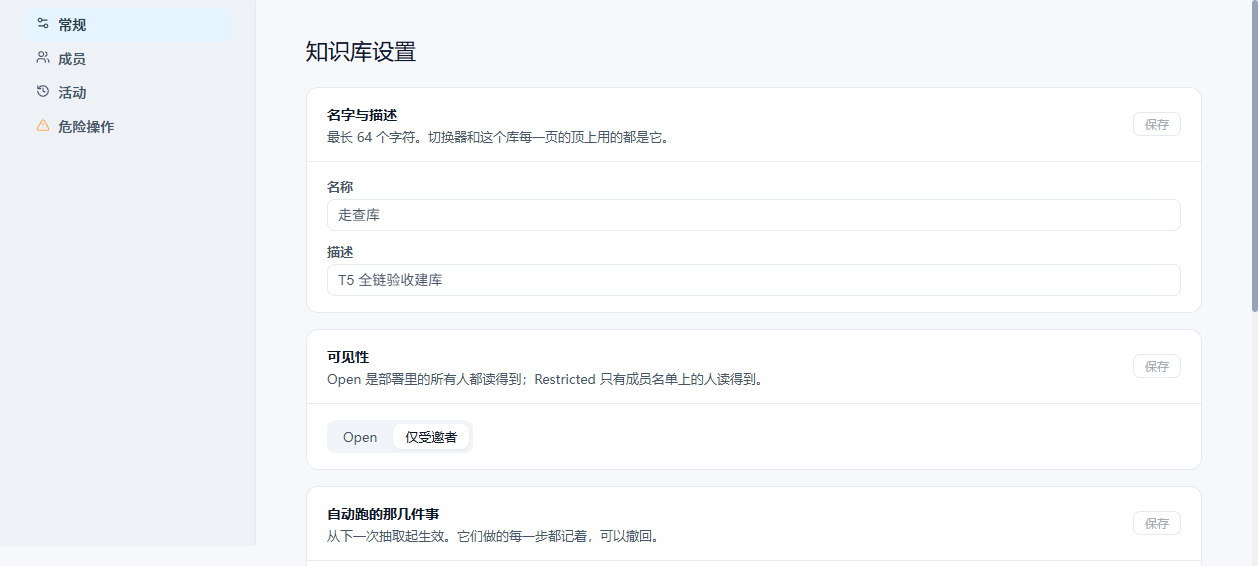 常规
成员
活动
危险操作
知识库设置
名字与描述
最长 64 个字符。切换器和这个库每一页的顶上用的都是它。
保存
名称
走查库
描述
T5 全链验收建库
可见性
Open 是部署里的所有人都读得到；Restricted 只有成员名单上的人读得到。
保存
Open 仅受邀者
自动跑的那几件事
从下一次抽取起生效。它们做的每一步都记着，可以撤回。
保存